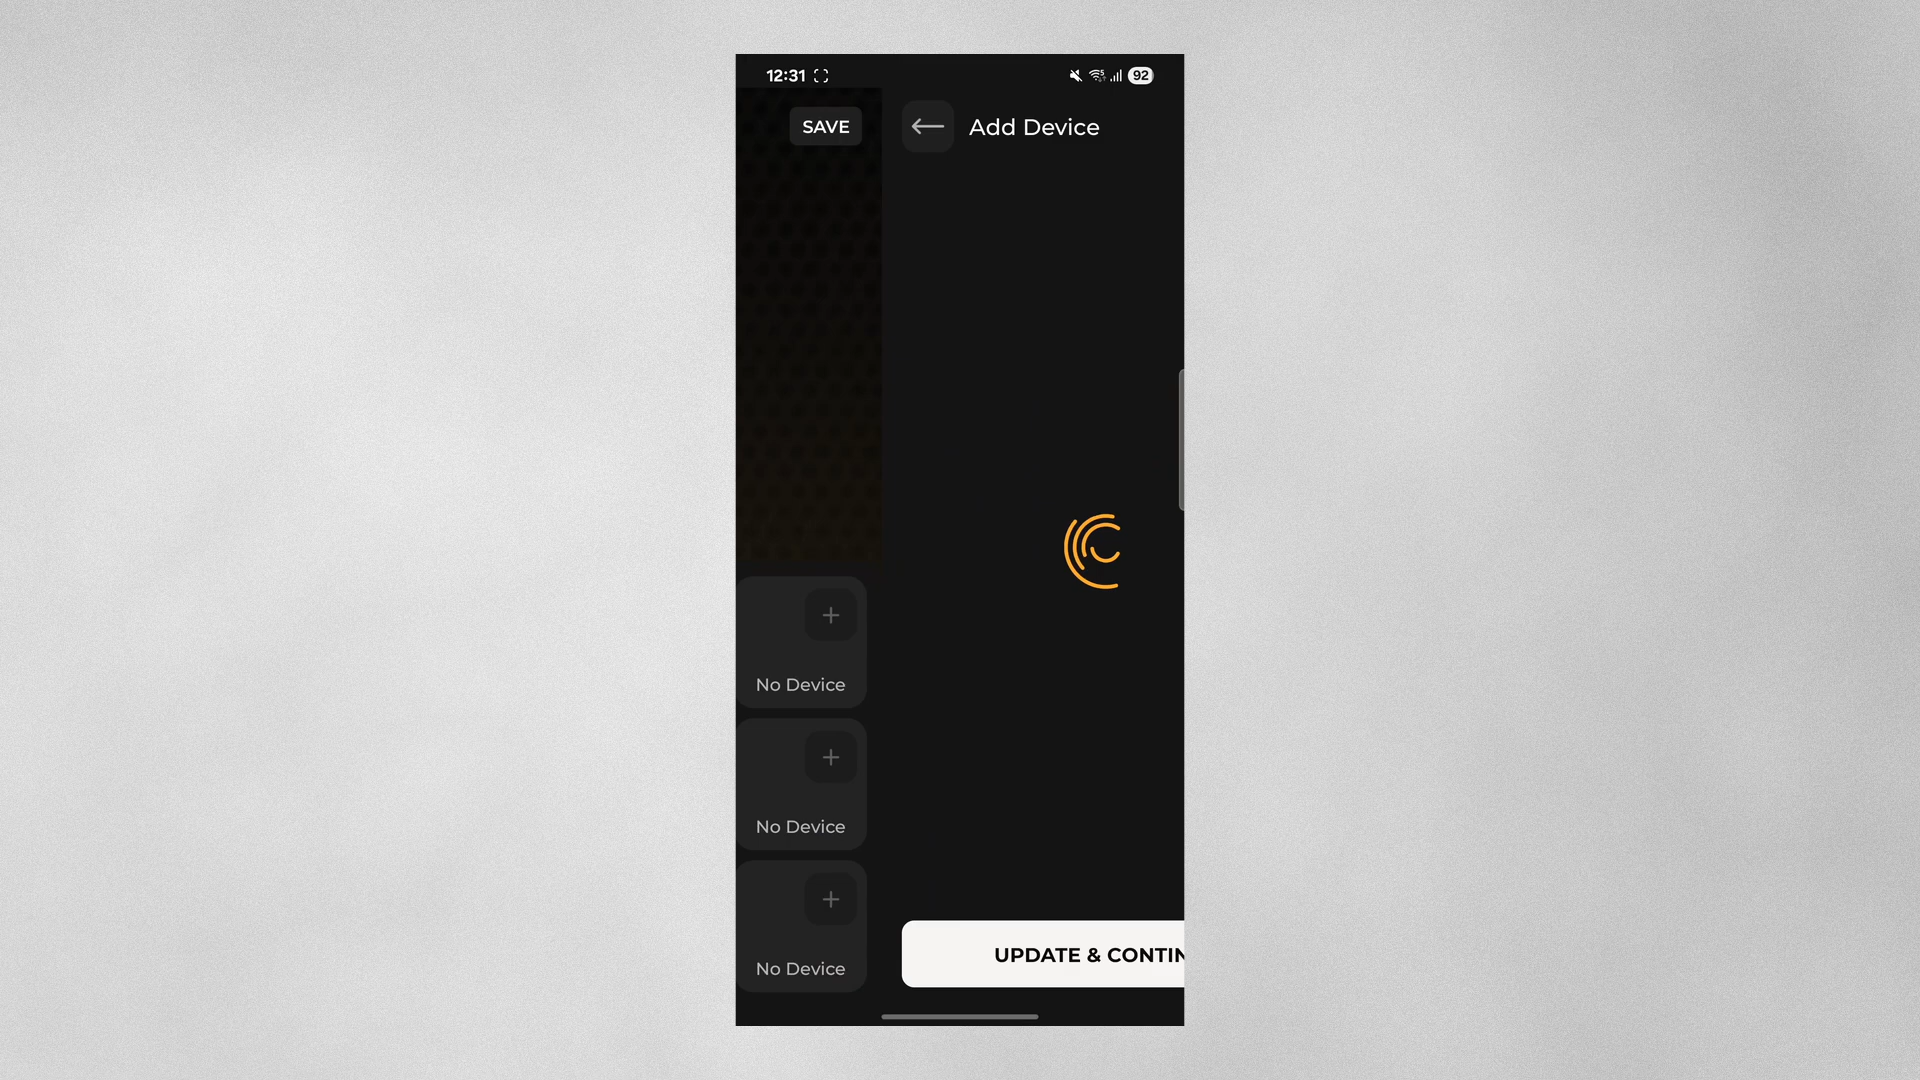 12:31
92
SAVE
Add Device
No Device
No Device
No Device
UPDATE & CONTIN